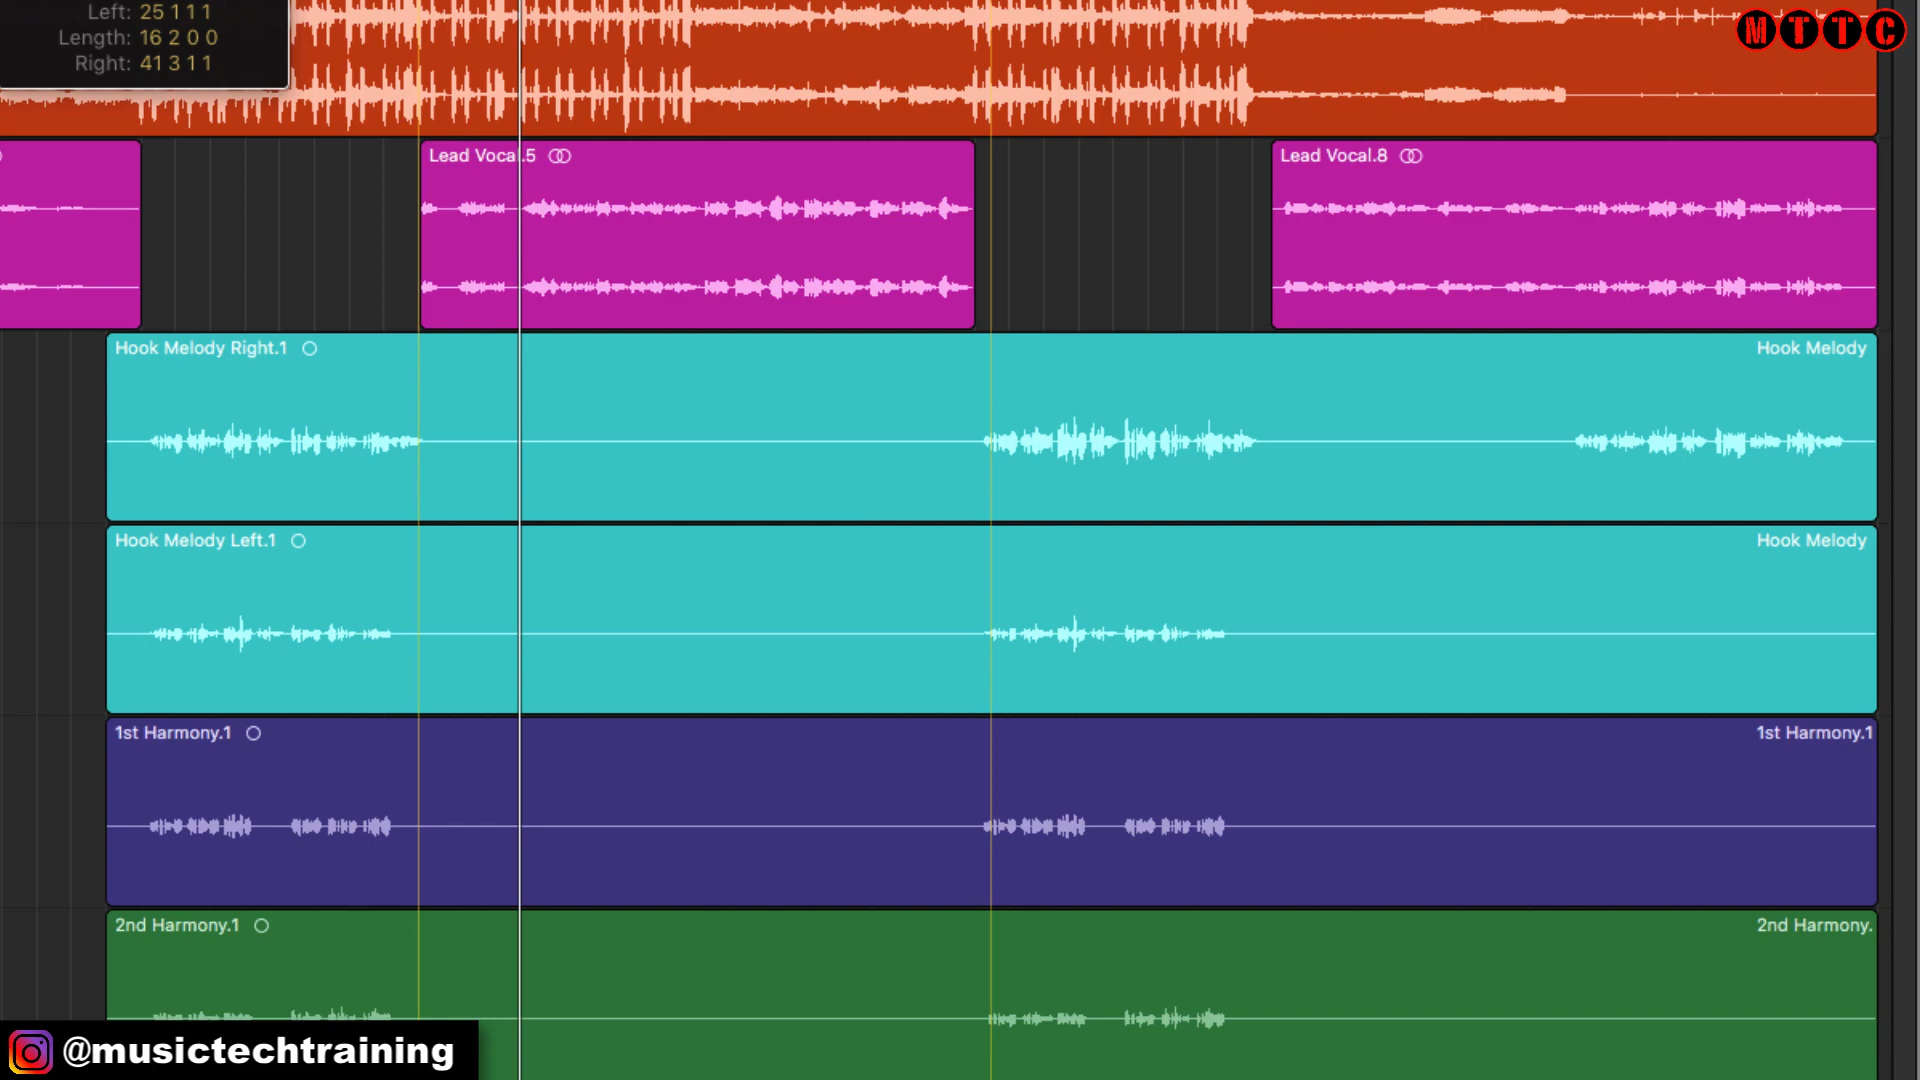 Left: 25 1 1 1
Length: 16 2 0 0
Right: 41 3 1 1
MTTC
Lead Vocal.5
Lead Vocal.8
Hook Melody Right.1
Hook Melody
Hook Melody Left.1
Hook Melody
1st Harmony.1
1st Harmony.1
2nd Harmony.1
2nd Harmony.
@musictechtraining